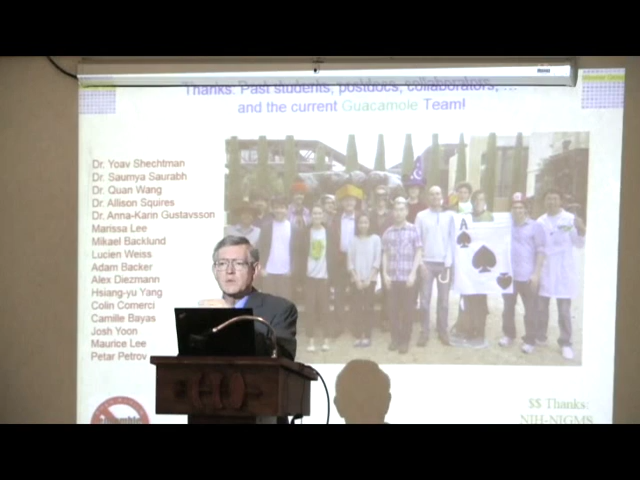 Thanks: Past students, postdocs, collaborators, ...
and the current Guacamole Team!
Dr. Yoav Shechtman
Dr. Saumya Saurabh
Dr. Quan Wang
Dr. Allison Squires
Dr. Anna-Karin Gustavsson
Marissa Lee
Mikael Backlund
Lucien Weiss
Adam Backer
Alex Diezmann
Hsiang-yu Yang
Colin Comerci
Camille Bayas
Josh Yoon
Maurice Lee
Petar Petrov
A
$$ Thanks:
NIH-NIGMS